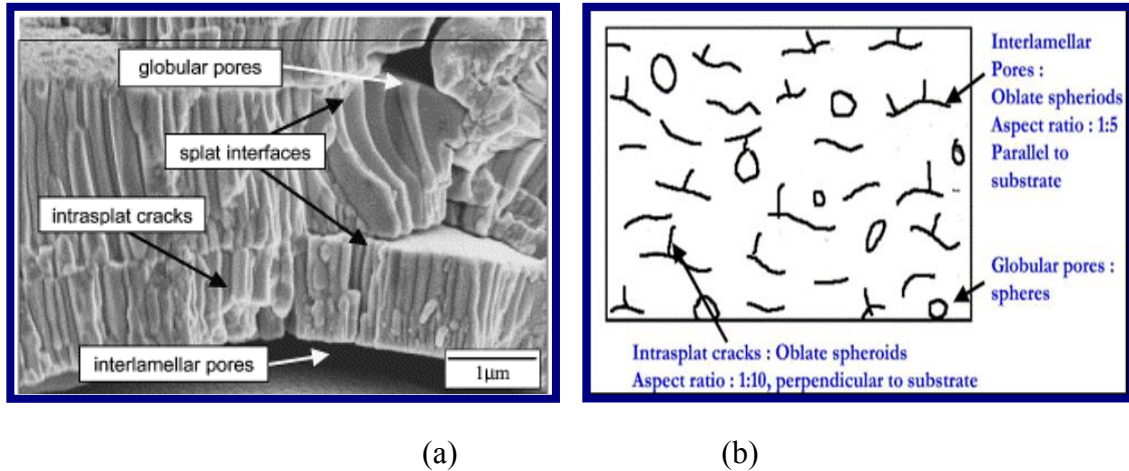 globular pores
splat interfaces
intrasplat cracks
interlamellar pores
1µm
Interlamellar
Pores :
Oblate spheriods
Aspect ratio : 1:5
Parallel to
substrate
Globular pores :
spheres
Intrasplat cracks : Oblate spheroids
Aspect ratio : 1:10, perpendicular to substrate
(a)
(b)